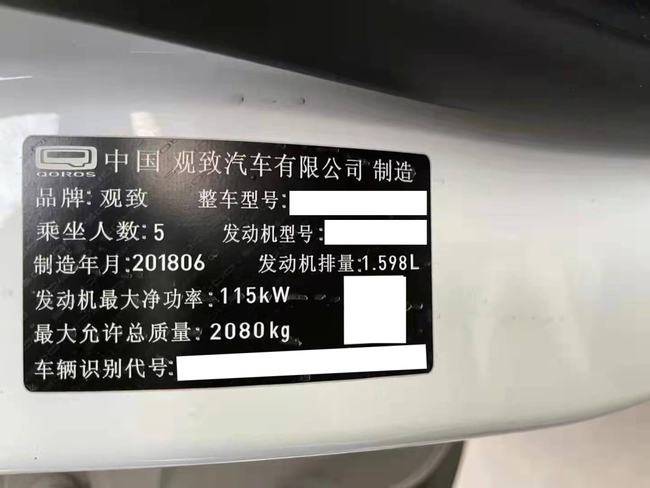 QOROS 中国 观致汽车有限公司 制造
品牌: 观致 整车型号:
乘坐人数: 5 发动机型号:
制造年月: 201806 发动机排量: 1.598L
发动机最大净功率: 115kW
最大允许总质量: 2080kg
车辆识别代号: